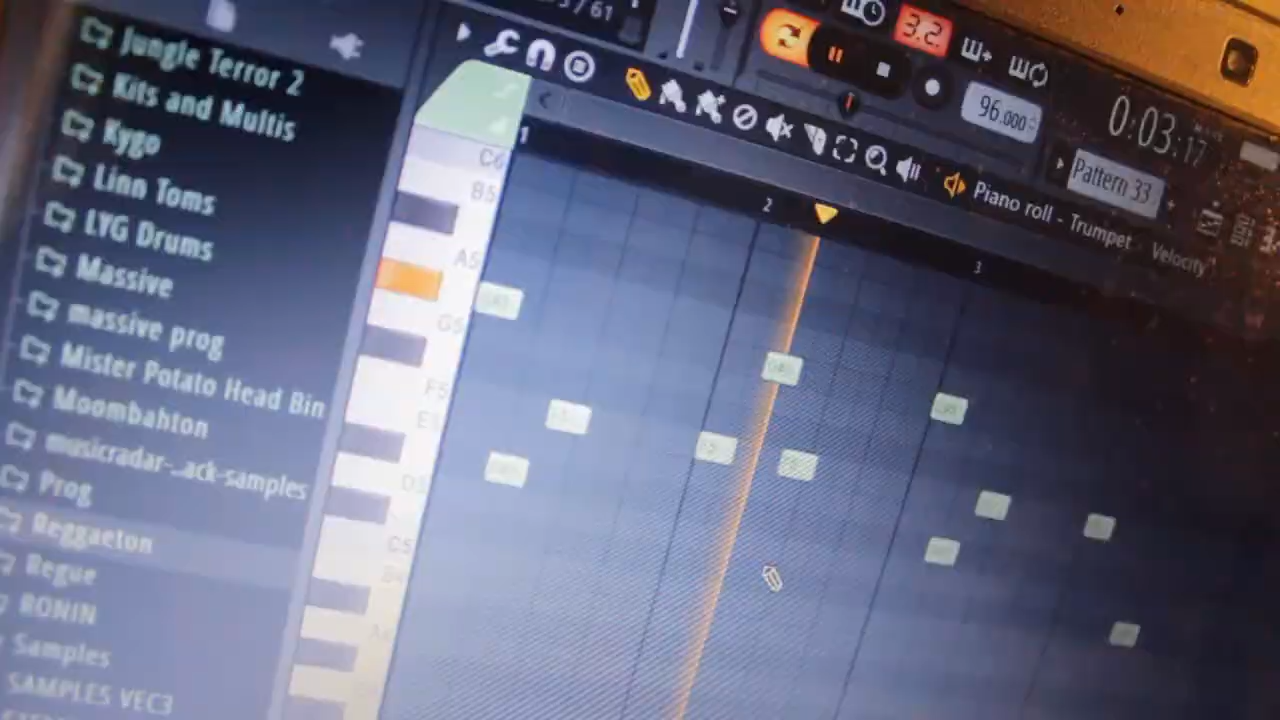 / 61
3.2.
96.000
0:03:17
Pattern 33
Piano roll - Trumpet
Velocity
1
2
3
Jungle Terror 2
Kits and Multis
Kygo
Linn Toms
LYG Drums
Massive
massive prog
Mister Potato Head Bin
Moombahton
musicradar-...ack-samples
Prog
Reggaeton
Regue
RONIN
Samples
SAMPLES VEC3
C6
B5
A5
G5
F5
E5
D5
C5